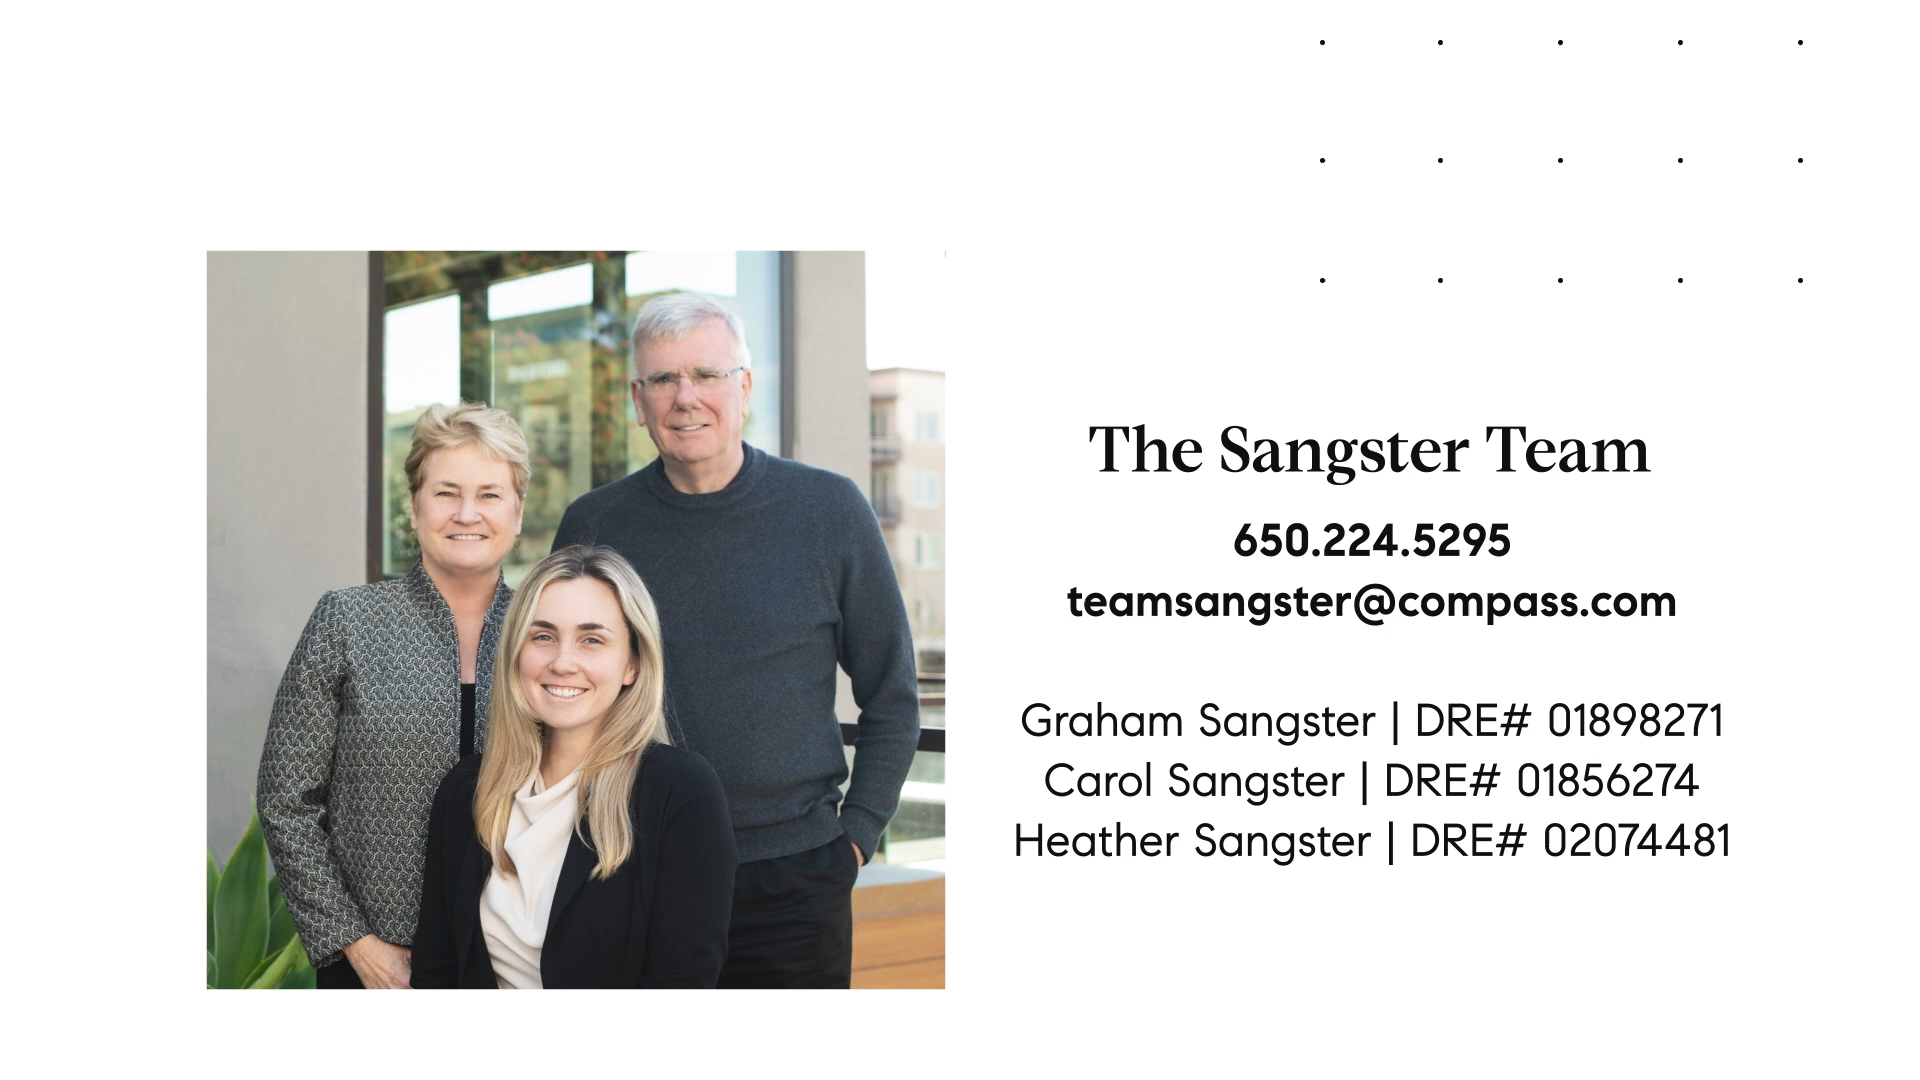 The Sangster Team
650.224.5295
teamsangster@compass.com
Graham Sangster | DRE# 01898271
Carol Sangster | DRE# 01856274
Heather Sangster | DRE# 02074481